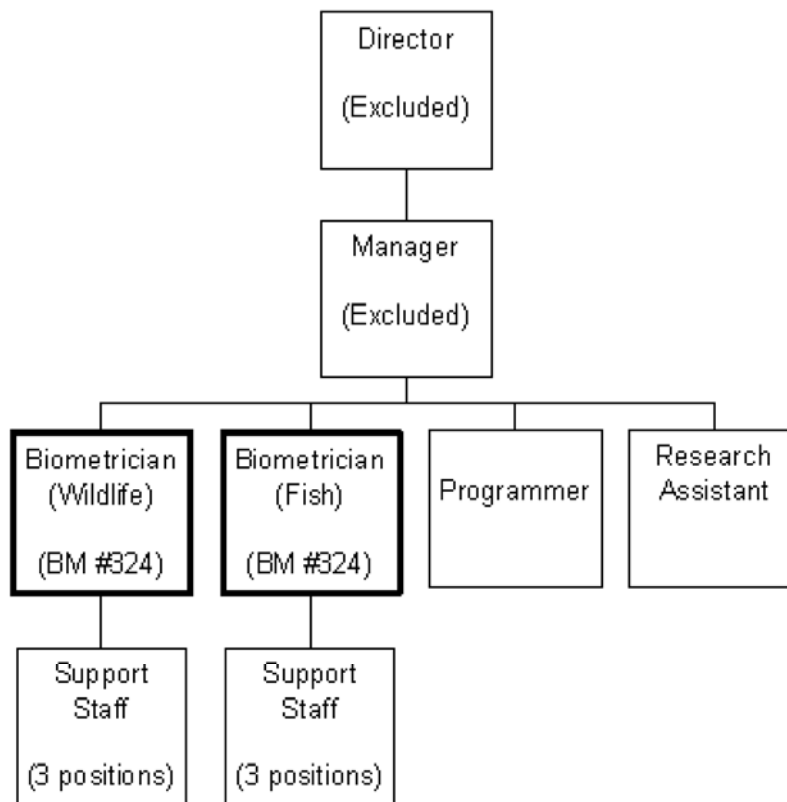 Director
(Excluded)
Manager
(Excluded)
Biometrician
(Wildlife)
(BM #324)
Biometrician
(Fish)
(BM #324)
Programmer
Research
Assistant
Support
Staff
(3 positions)
Support
Staff
(3 positions)